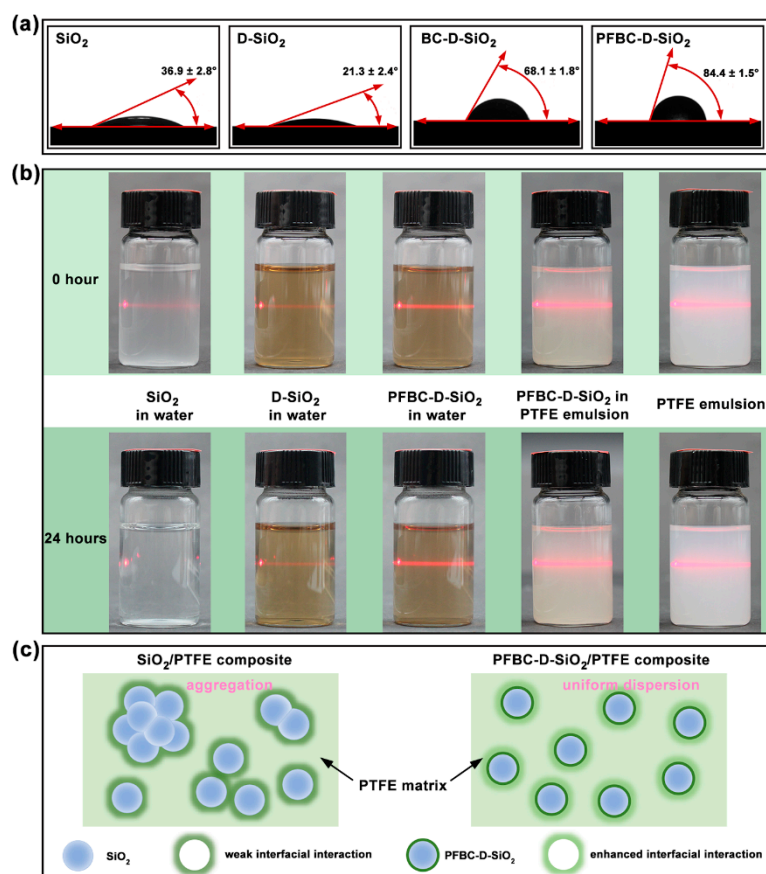 (a)
SiO₂
36.9 ± 2.8°
D-SiO₂
21.3 ± 2.4°
BC-D-SiO₂
68.1 ± 1.8°
PFBC-D-SiO₂
84.4 ± 1.5°
(b)
0 hour
SiO₂
in water
D-SiO₂
in water
PFBC-D-SiO₂
in water
PFBC-D-SiO₂ in
PTFE emulsion
PTFE emulsion
24 hours
(c)
SiO₂/PTFE composite
aggregation
PFBC-D-SiO₂/PTFE composite
uniform dispersion
PTFE matrix
SiO₂
weak interfacial interaction
PFBC-D-SiO₂
enhanced interfacial interaction